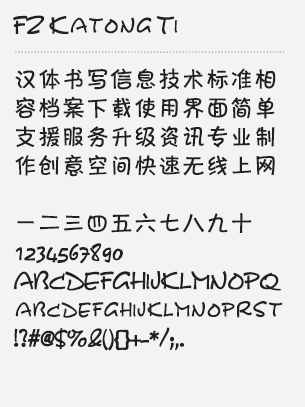 FZ KATONG TI
汉体书写信息技术标准相
容档案下载使用界面简单
支援服务升级资讯专业制
作创意空间快速无线上网
一二三四五六七八九十
1234567890
ABCDEFGHIJKLMNOPQ
ABCDEFGHIJKLMNOPRST
!?#@$%&(){}+-*/;,.